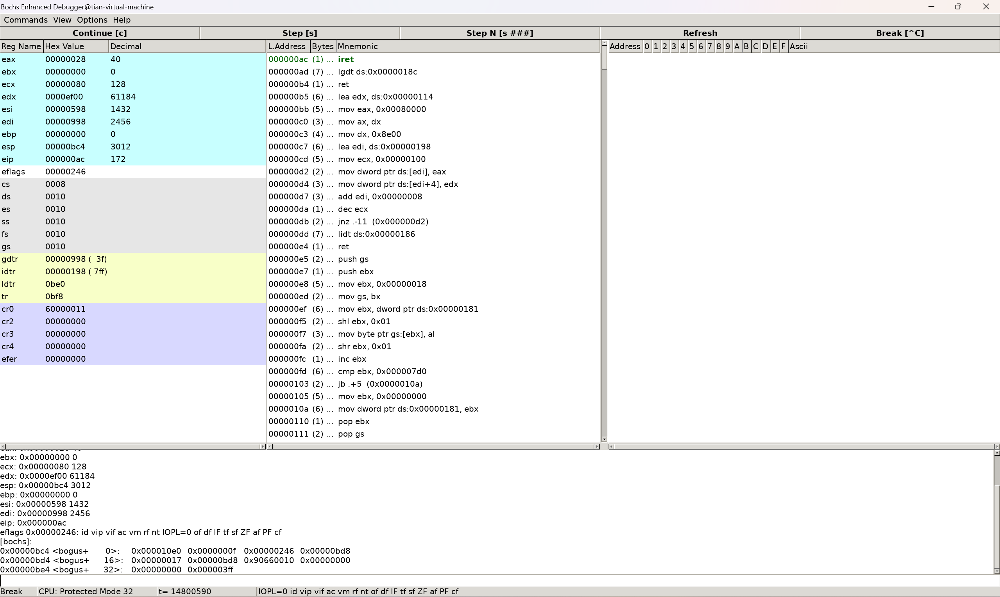 Bochs Enhanced Debugger@tian-virtual-machine
Commands View Options Help
Continue [c] Step [s] Step N [s ###] Refresh Break [^C]
Reg Name Hex Value Decimal
eax 00000028 40
ebx 00000000 0
ecx 00000080 128
edx 0000ef00 61184
esi 00000598 1432
edi 00000998 2456
ebp 00000000 0
esp 00000bc4 3012
eip 000000ac 172
eflags 00000246
cs 0008
ds 0010
es 0010
ss 0010
fs 0010
gs 0010
gdtr 00000998 ( 3f)
idtr 00000198 ( 7ff)
ldtr 0be0
tr 0bf8
cr0 60000011
cr2 00000000
cr3 00000000
cr4 00000000
efer 00000000
L.Address Bytes Mnemonic
000000ac (1) ... iret
000000ad (7) ... lgdt ds:0x0000018c
000000b4 (1) ... ret
000000b5 (6) ... lea edx, ds:0x00000114
000000bb (5) ... mov eax, 0x00080000
000000c0 (3) ... mov ax, dx
000000c3 (4) ... mov dx, 0x8e00
000000c7 (6) ... lea edi, ds:0x00000198
000000cd (5) ... mov ecx, 0x00000100
000000d2 (2) ... mov dword ptr ds:[edi], eax
000000d4 (3) ... mov dword ptr ds:[edi+4], edx
000000d7 (3) ... add edi, 0x00000008
000000da (1) ... dec ecx
000000db (2) ... jnz .-11 (0x000000d2)
000000dd (7) ... lidt ds:0x00000186
000000e4 (1) ... ret
000000e5 (2) ... push gs
000000e7 (1) ... push ebx
000000e8 (5) ... mov ebx, 0x00000018
000000ed (2) ... mov gs, bx
000000ef (6) ... mov ebx, dword ptr ds:0x00000181
000000f5 (2) ... shl ebx, 0x01
000000f7 (3) ... mov byte ptr gs:[ebx], al
000000fa (2) ... shr ebx, 0x01
000000fc (1) ... inc ebx
000000fd (6) ... cmp ebx, 0x000007d0
00000103 (2) ... jb .+5 (0x0000010a)
00000105 (5) ... mov ebx, 0x00000000
0000010a (6) ... mov dword ptr ds:0x00000181, ebx
00000110 (1) ... pop ebx
00000111 (2) ... pop gs
Address 0 1 2 3 4 5 6 7 8 9 A B C D E F Ascii
ebx: 0x00000000 0
ecx: 0x00000080 128
edx: 0x0000ef00 61184
esp: 0x00000bc4 3012
ebp: 0x00000000 0
esi: 0x00000598 1432
edi: 0x00000998 2456
eip: 0x000000ac
eflags 0x00000246: id vip vif ac vm rf nt IOPL=0 of df IF tf sf ZF af PF cf
[bochs]:
0x00000bc4 <bogus+ 0>: 0x000010e0 0x0000000f 0x00000246 0x00000bd8
0x00000bd4 <bogus+ 16>: 0x00000017 0x00000bd8 0x90660010 0x00000000
0x00000be4 <bogus+ 32>: 0x00000000 0x000003ff
Break CPU: Protected Mode 32 t= 14800590 IOPL=0 id vip vif ac vm rf nt of df IF tf sf ZF af PF cf